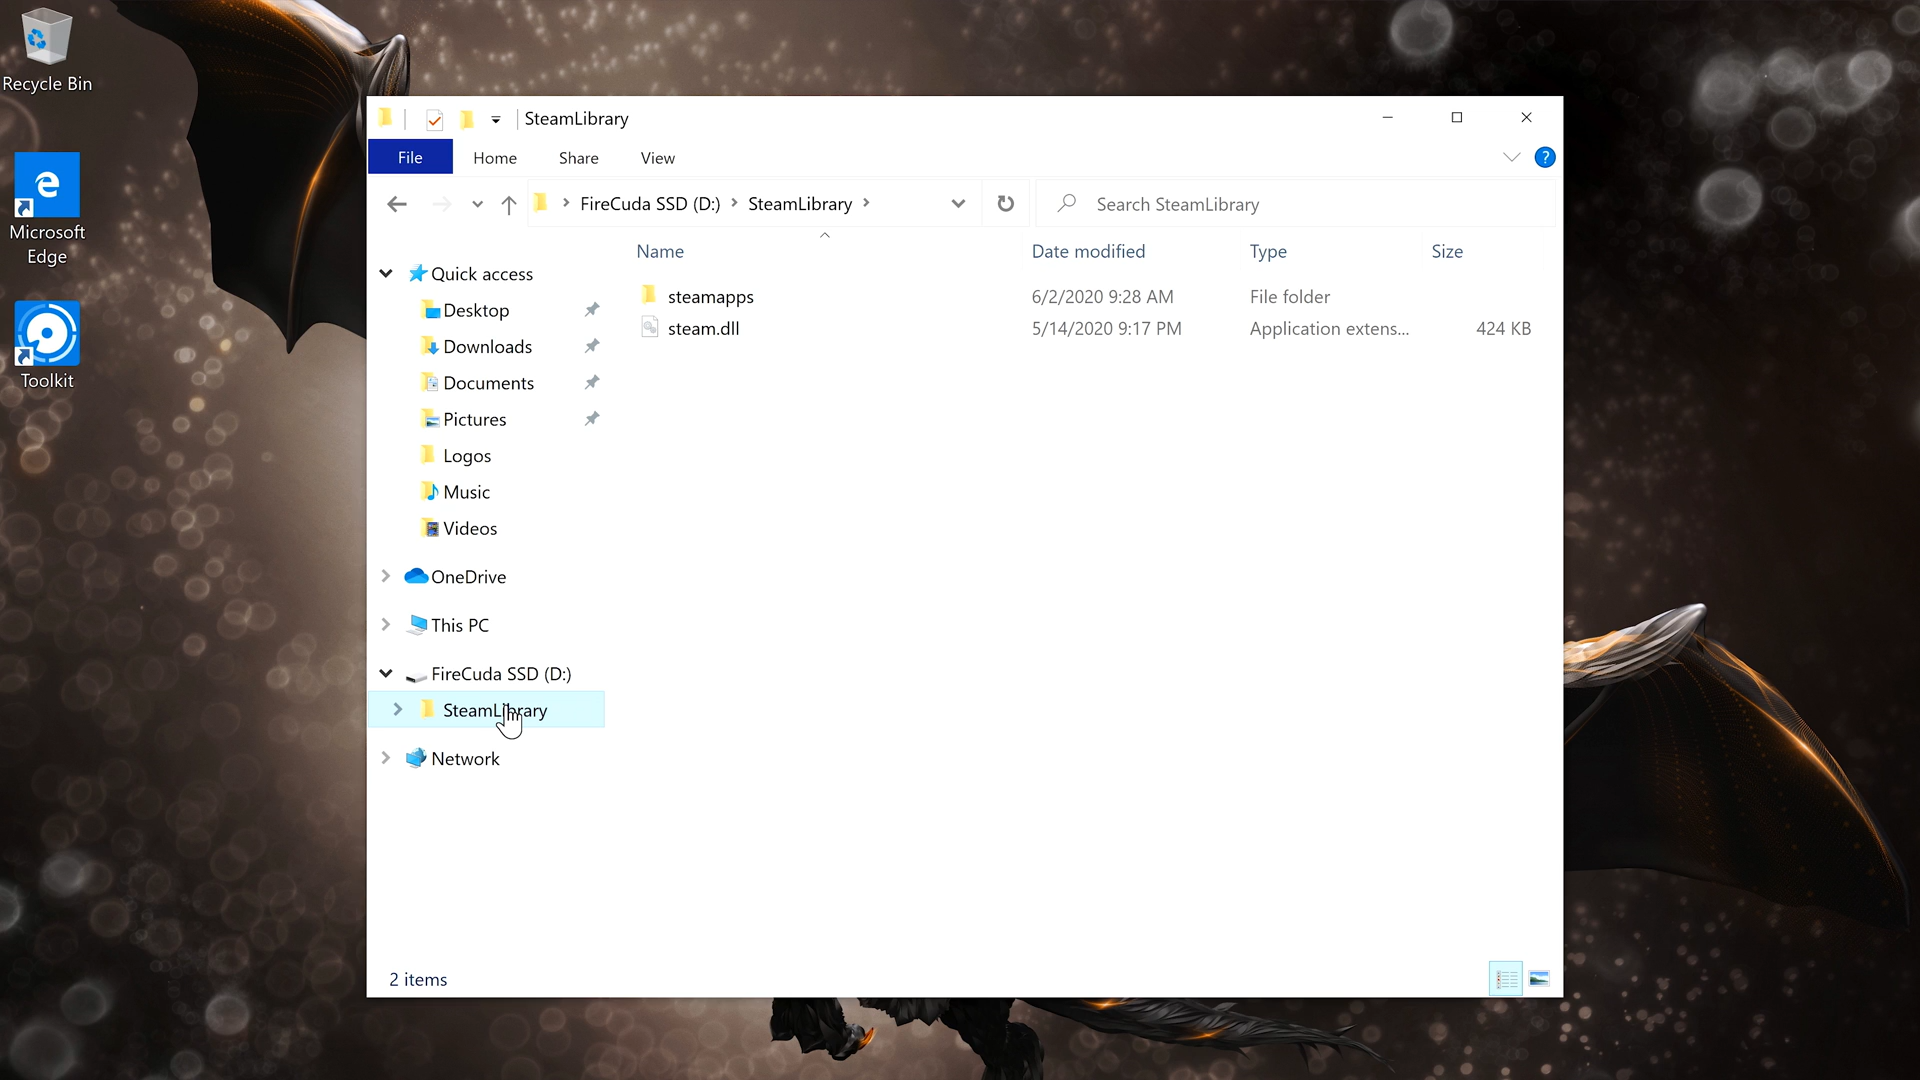 Recycle Bin
Microsoft
Edge
Toolkit
SteamLibrary
File Home Share View
FireCuda SSD (D:) SteamLibrary Search SteamLibrary
Name Date modified Type Size
steamapps 6/2/2020 9:28 AM File folder
steam.dll 5/14/2020 9:17 PM Application extens... 424 KB
Quick access
Desktop
Downloads
Documents
Pictures
Logos
Music
Videos
OneDrive
This PC
FireCuda SSD (D:)
SteamLibrary
Network
2 items